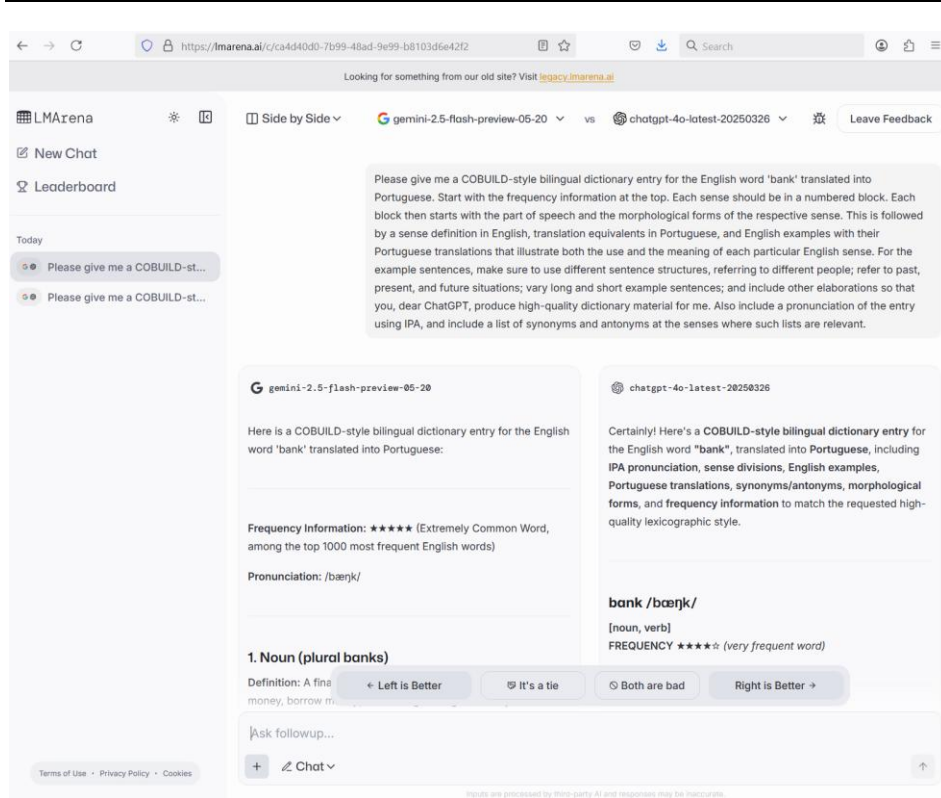 https://lmarena.ai/c/ca4d40d0-7b99-48ad-9e99-b8103d6e42f2
Search
Looking for something from our old site? Visit legacy.lmarena.ai
LMArena
New Chat
Leaderboard
Today
Please give me a COBUILD-st...
Please give me a COBUILD-st...
Terms of Use • Privacy Policy • Cookies
Side by Side
gemini-2.5-flash-preview-05-20
vs
chatgpt-4o-latest-20250326
Leave Feedback
Please give me a COBUILD-style bilingual dictionary entry for the English word 'bank' translated into
Portuguese. Start with the frequency information at the top. Each sense should be in a numbered block. Each
block then starts with the part of speech and the morphological forms of the respective sense. This is followed
by a sense definition in English, translation equivalents in Portuguese, and English examples with their
Portuguese translations that illustrate both the use and the meaning of each particular English sense. For the
example sentences, make sure to use different sentence structures, referring to different people; refer to past,
present, and future situations; vary long and short example sentences; and include other elaborations so that
you, dear ChatGPT, produce high-quality dictionary material for me. Also include a pronunciation of the entry
using IPA, and include a list of synonyms and antonyms at the senses where such lists are relevant.
gemini-2.5-flash-preview-05-20
Here is a COBUILD-style bilingual dictionary entry for the English
word 'bank' translated into Portuguese:
Frequency Information: ★★★★★ (Extremely Common Word,
among the top 1000 most frequent English words)
Pronunciation: /bæŋk/
1. Noun (plural banks)
Definition: A fina
money, borrow m
chatgpt-4o-latest-20250326
Certainly! Here's a COBUILD-style bilingual dictionary entry for
the English word "bank", translated into Portuguese, including
IPA pronunciation, sense divisions, English examples,
Portuguese translations, synonyms/antonyms, morphological
forms, and frequency information to match the requested high-
quality lexicographic style.
bank /bæŋk/
[noun, verb]
FREQUENCY ★★★★☆ (very frequent word)
← Left is Better
It's a tie
Both are bad
Right is Better →
Ask followup...
Chat
Inputs are processed by third-party AI and responses may be inaccurate.